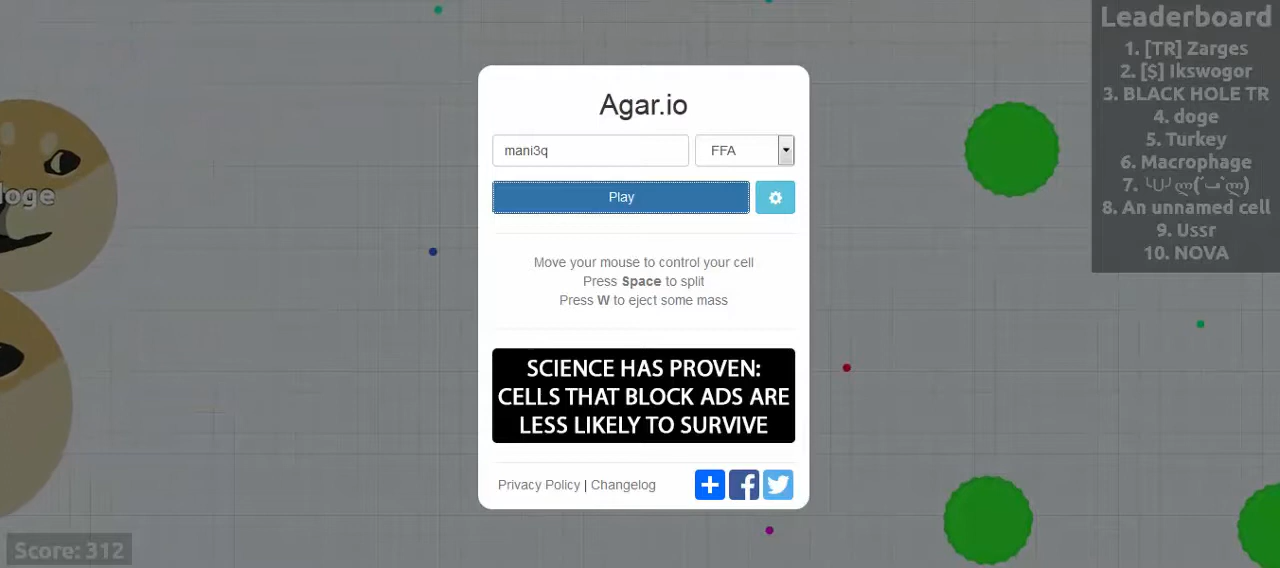 Leaderboard
1. [TR] Zarges
2. [$] Ikswogor
3. BLACK HOLE TR
4. doge
5. Turkey
6. Macrophage
7. ╰U╯ლ(´ڡ`ლ)
8. An unnamed cell
9. Ussr
10. NOVA
Agar.io
mani3q
FFA
Play
doge
Move your mouse to control your cell
Press Space to split
Press W to eject some mass
SCIENCE HAS PROVEN:
CELLS THAT BLOCK ADS ARE
LESS LIKELY TO SURVIVE
Privacy Policy | Changelog
Score: 312